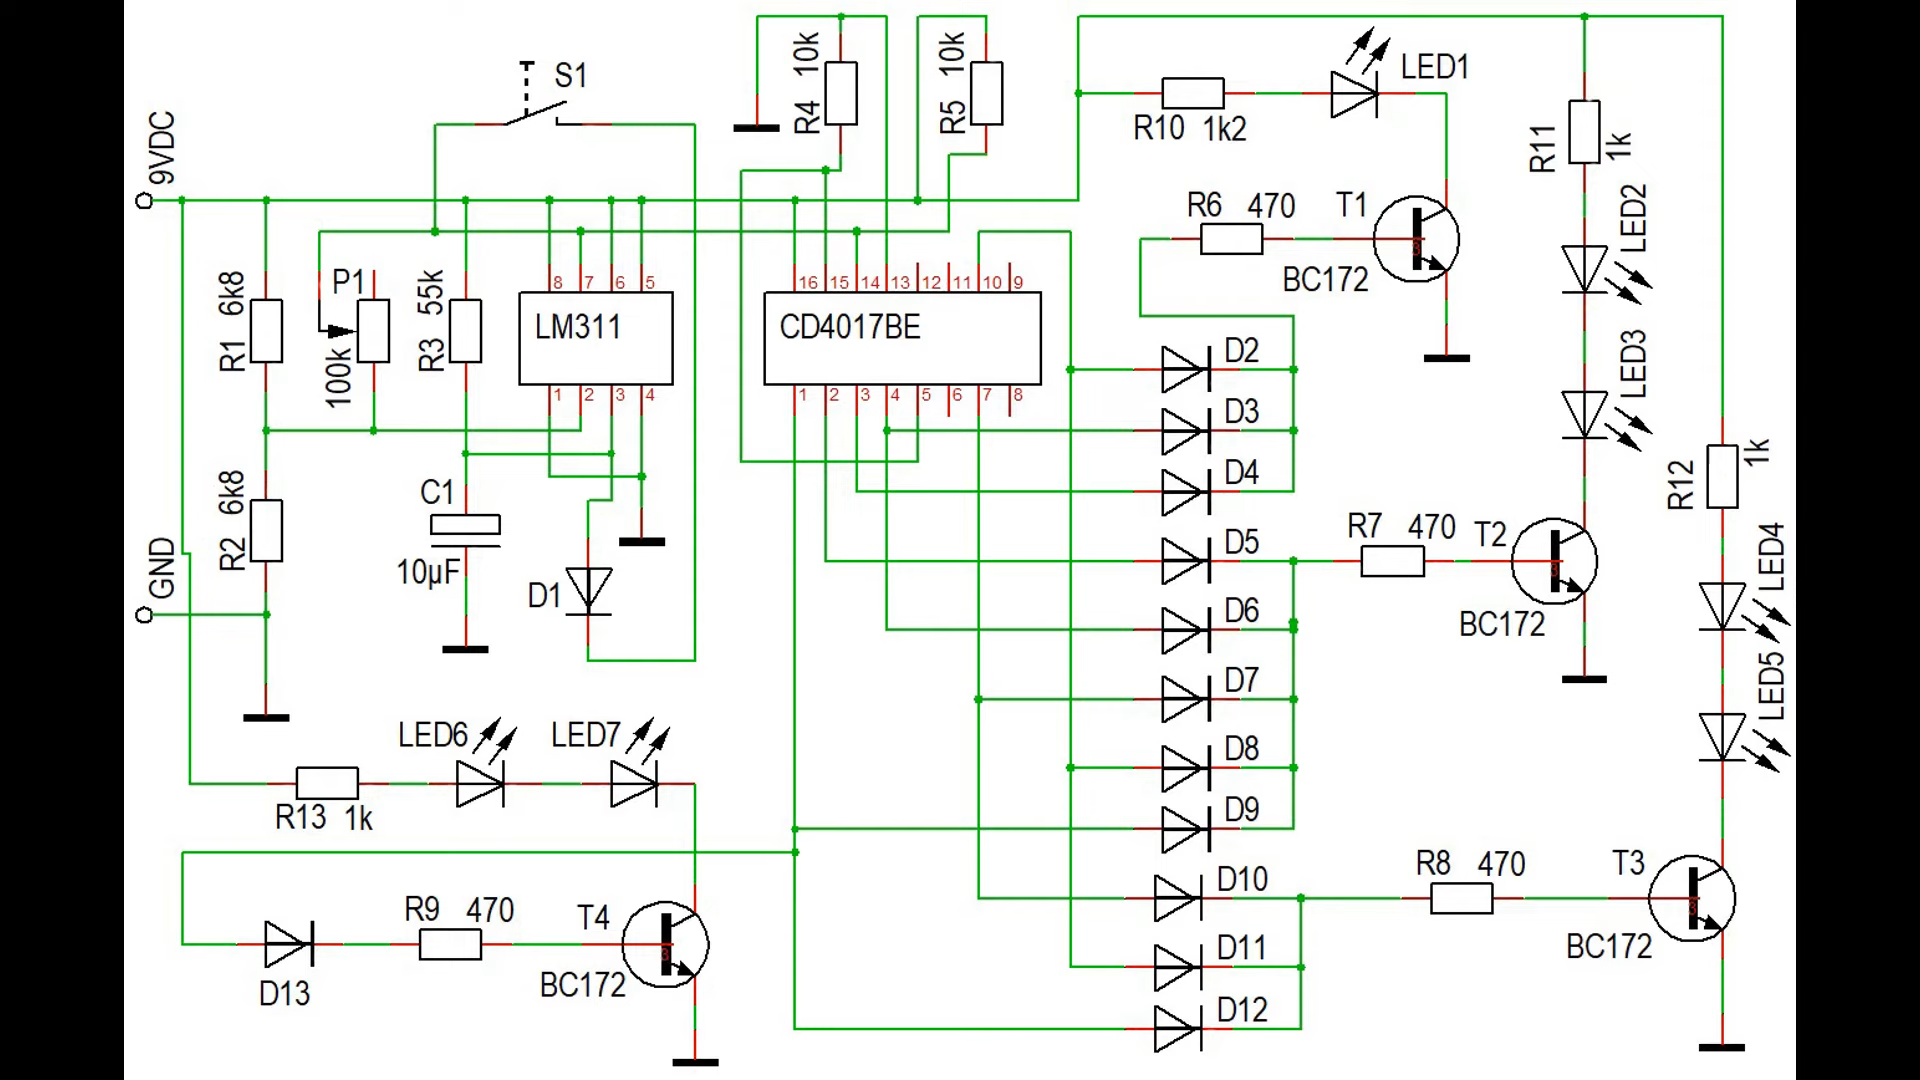 9VDC
GND
S1
R4 10k
R5 10k
R10 1k2
LED1
R11 1k
LED2
LED3
R6 470
T1
BC172
R1 6k8
P1
100k
R3 55k
8 7 6 5
LM311
1 2 3 4
16 15 14 13 12 11 10 9
CD4017BE
1 2 3 4 5 6 7 8
R2 6k8
C1
10µF
D1
D2
D3
D4
D5
D6
D7
D8
D9
D10
D11
D12
R7 470
T2
BC172
R12 1k
LED4
LED5
LED6
LED7
R13 1k
D13
R9 470
T4
BC172
R8 470
T3
BC172